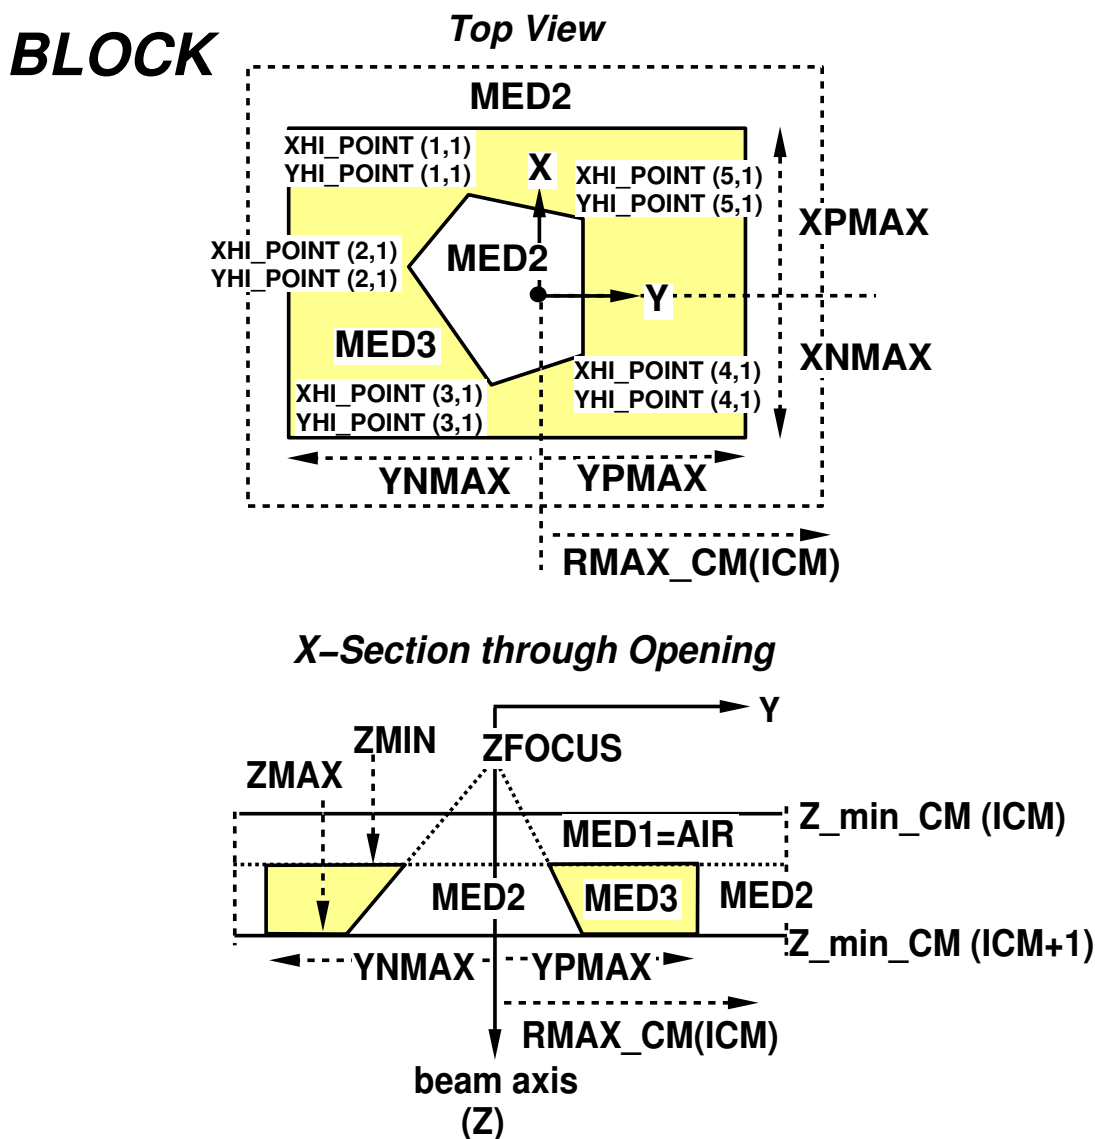 BLOCK
Top View
MED2
XHI_POINT (1,1)
YHI_POINT (1,1)
X
XHI_POINT (5,1)
YHI_POINT (5,1)
XPMAX
XHI_POINT (2,1)
YHI_POINT (2,1)
MED2
Y
MED3
XNMAX
XHI_POINT (4,1)
YHI_POINT (4,1)
XHI_POINT (3,1)
YHI_POINT (3,1)
YNMAX
YPMAX
RMAX_CM(ICM)
X–Section through Opening
Y
ZMIN
ZFOCUS
ZMAX
Z_min_CM (ICM)
MED1=AIR
MED2
MED3
MED2
Z_min_CM (ICM+1)
YNMAX
YPMAX
RMAX_CM(ICM)
beam axis
(Z)